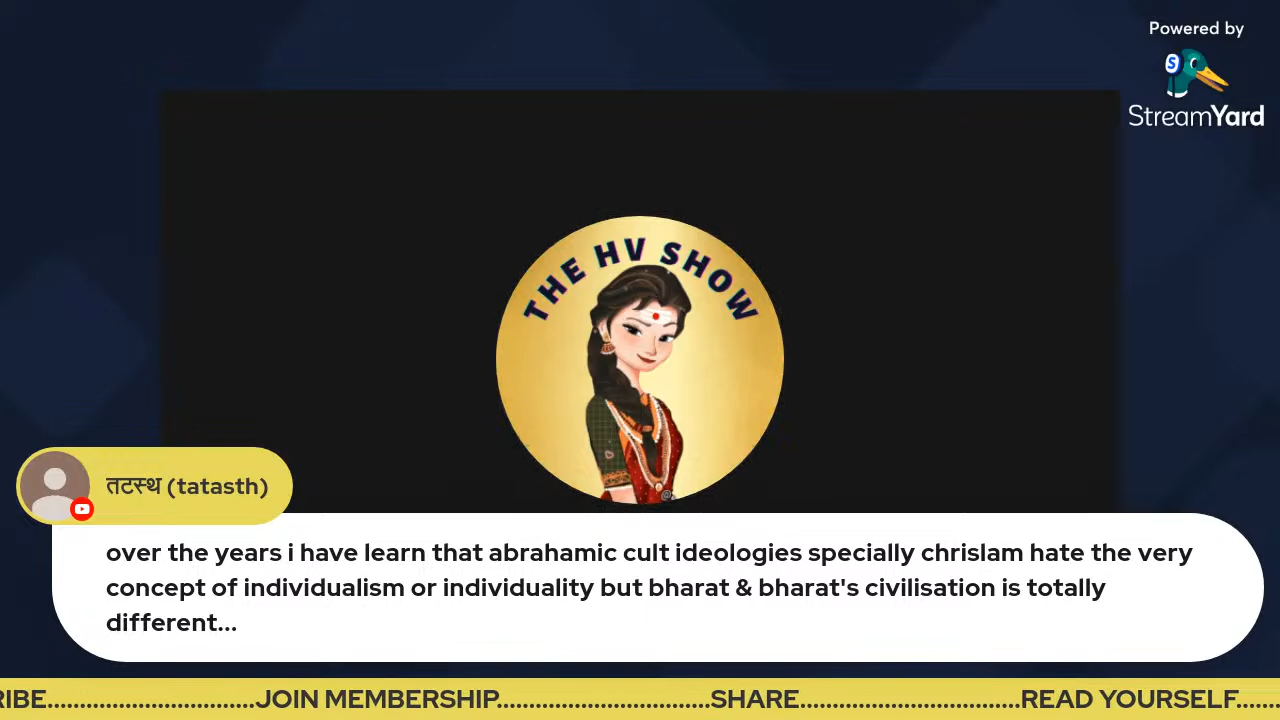 Powered by
StreamYard
THE HV SHOW
तटस्थ (tatasth)
over the years i have learn that abrahamic cult ideologies specially chrislam hate the very
concept of individualism or individuality but bharat & bharat's civilisation is totally
different...
RIBE..................................JOIN MEMBERSHIP..................................SHARE...................................READ YOURSELF......